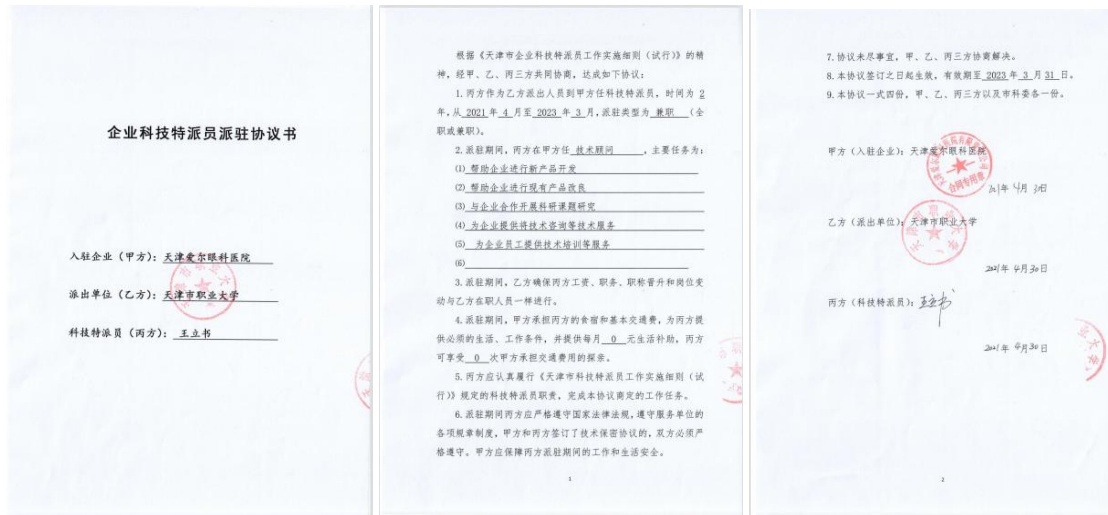 企业科技特派员派驻协议书
入驻企业（甲方）：天津爱尔眼科医院
派出单位（乙方）：天津市职业大学
科技特派员（丙方）：王立书
根据《天津市企业科技特派员工作实施细则（试行）》的精
神，经甲、乙、丙三方共同协商，达成如下协议：
1.丙方作为乙方派出人员到甲方任科技特派员，时间为 2
年，从 2021 年 4 月至 2023 年 3 月，派驻类型为 兼职 （全
职或兼职）。
2.派驻期间，丙方在甲方任 技术顾问 ，主要任务为：
⑴ 帮助企业进行新产品开发
⑵ 帮助企业进行现有产品改良
⑶ 与企业合作开展科研课题研究
⑷ 为企业提供将技术咨询等技术服务
⑸ 为企业员工提供技术培训等服务
⑹
3.派驻期间，乙方确保丙方工资、职务、职称晋升和岗位变
动与乙方在职人员一样进行。
4.派驻期间，甲方承担丙方的食宿和基本交通费，为丙方提
供必须的生活、工作条件，并提供每月 0 元生活补助，丙方
可享受 0 次甲方承担交通费用的探亲。
5.丙方应认真履行《天津市科技特派员工作实施细则（试
行）》规定的科技特派员职责，完成本协议商定的工作任务。
6.派驻期间丙方应严格遵守国家法律法规，遵守服务单位的
各项规章制度，甲方和丙方签订了技术保密协议的，双方必须严
格遵守。甲方应保障丙方派驻期间的工作和生活安全。
1
7.协议未尽事宜，甲、乙、丙三方协商解决。
8.本协议签订之日起生效，有效期至 2023 年 3 月 31 日。
9.本协议一式四份，甲、乙、丙三方以及市科委各一份。
甲方（入驻企业）：天津爱尔眼科医院
合同专用章
2021年 4月 30日
乙方（派出单位）：天津市职业大学
2021年 4月30日
丙方（科技特派员）：王立书
2021年 4月30日
2